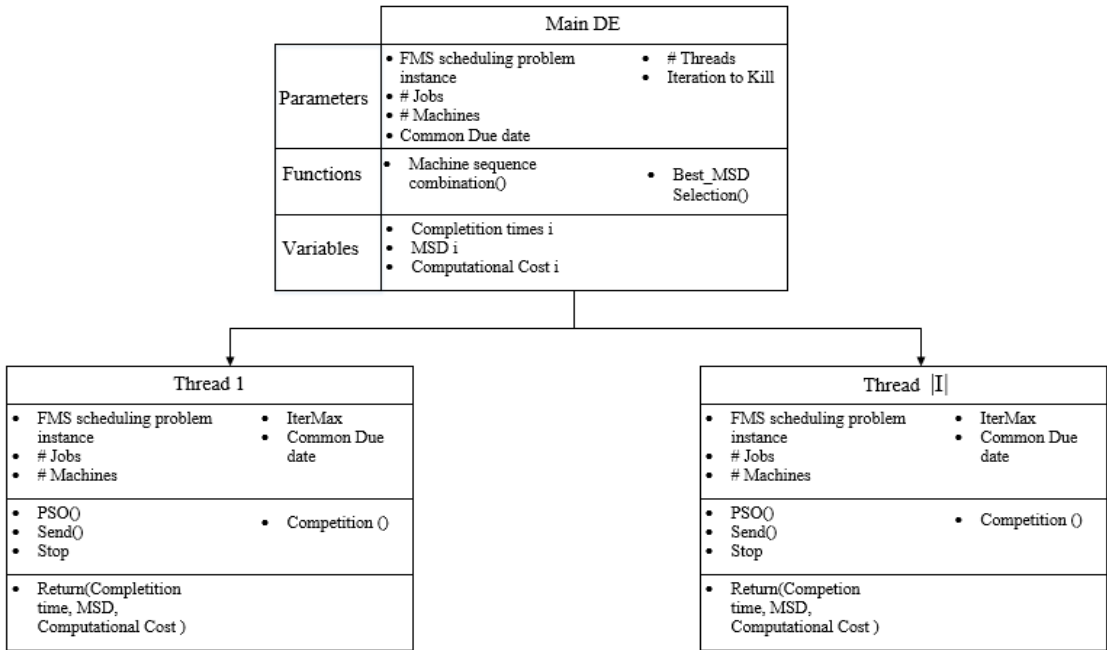 Main DE
Parameters
• FMS scheduling problem
instance
• # Jobs
• # Machines
• Common Due date
• # Threads
• Iteration to Kill
Functions
• Machine sequence
combination()
• Best_MSD
Selection()
Variables
• Completition times i
• MSD i
• Computational Cost i
Thread 1
• FMS scheduling problem
instance
• # Jobs
• # Machines
• IterMax
• Common Due
date
• PSO()
• Send()
• Stop
• Competition ()
• Return(Completition
time, MSD,
Computational Cost )
Thread |I|
• FMS scheduling problem
instance
• # Jobs
• # Machines
• IterMax
• Common Due
date
• PSO()
• Send()
• Stop
• Competition ()
• Return(Competion
time, MSD,
Computational Cost )